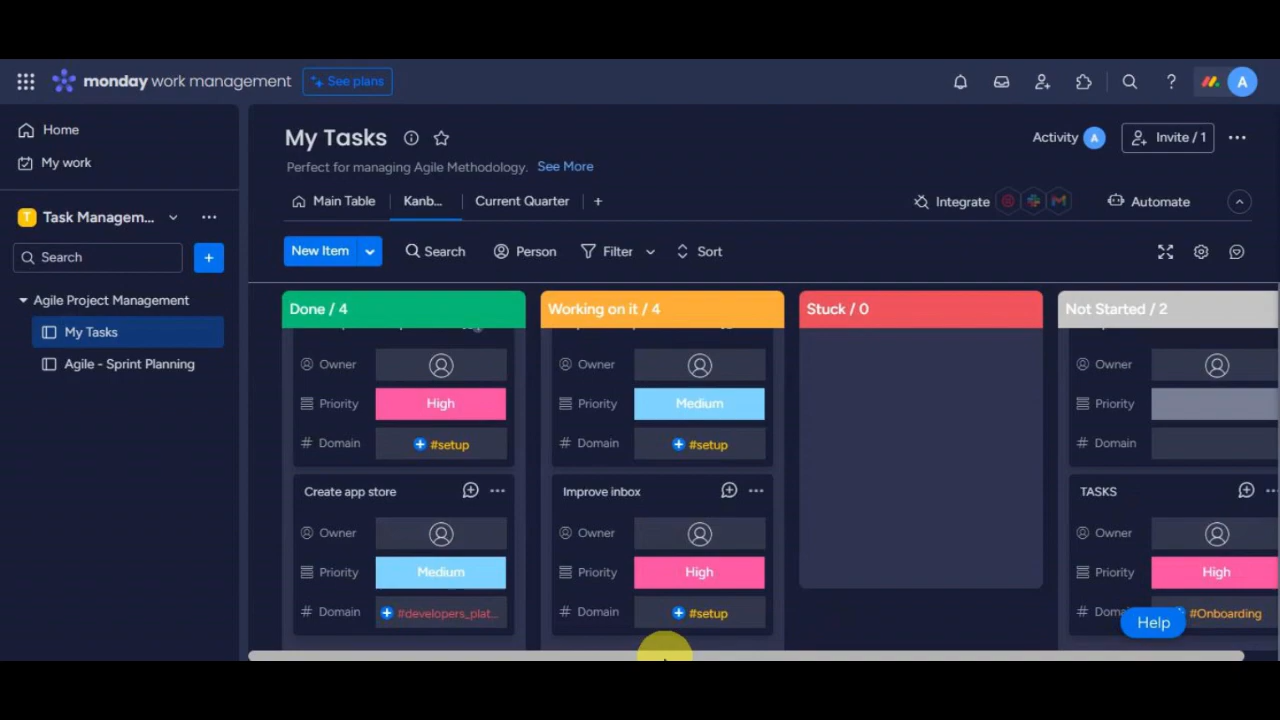 monday work management See plans A
Home
My work
T Task Managem...
Search
Agile Project Management
My Tasks
Agile - Sprint Planning
My Tasks
Activity A Invite / 1
Perfect for managing Agile Methodology. See More
Main Table Kanb... Current Quarter + Integrate Automate
New Item Search Person Filter Sort
Done / 4 Working on it / 4 Stuck / 0 Not Started / 2
Owner Owner Owner
Priority High Priority Medium Priority
# Domain #setup # Domain #setup # Domain
Create app store Improve inbox TASKS
Owner Owner Owner
Priority Medium Priority High Priority High
# Domain #developers_plat... # Domain #setup # #Onboarding
Help